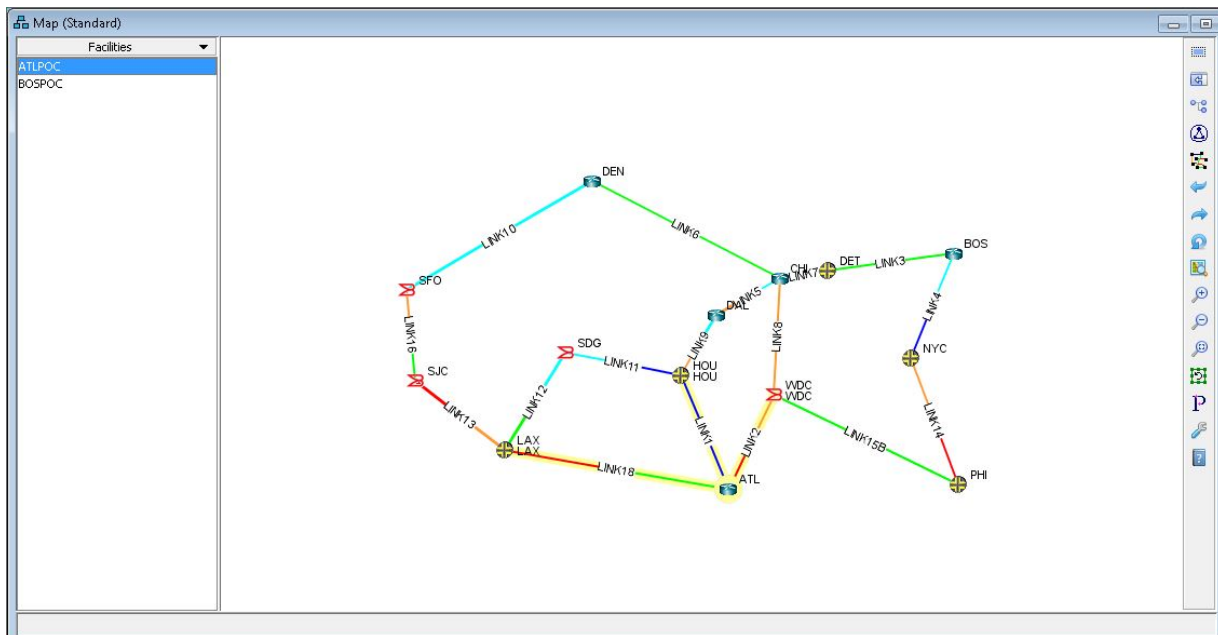 Map (Standard)
Facilities
ATLPOC
BOSPOC
DEN
LINK10
LINK6
BOS
CHI
LINK7
DET
LINK3
SFO
LINK5
DAL
LINK4
LINK16
LINK9
LINK8
SDG
NYC
LINK11
HOU
HOU
SJC
WDC
WDC
LINK12
LINK13
LINK14
LINK1
LINK2
LINK15B
LAX
LAX
LINK18
ATL
PHI
P
?